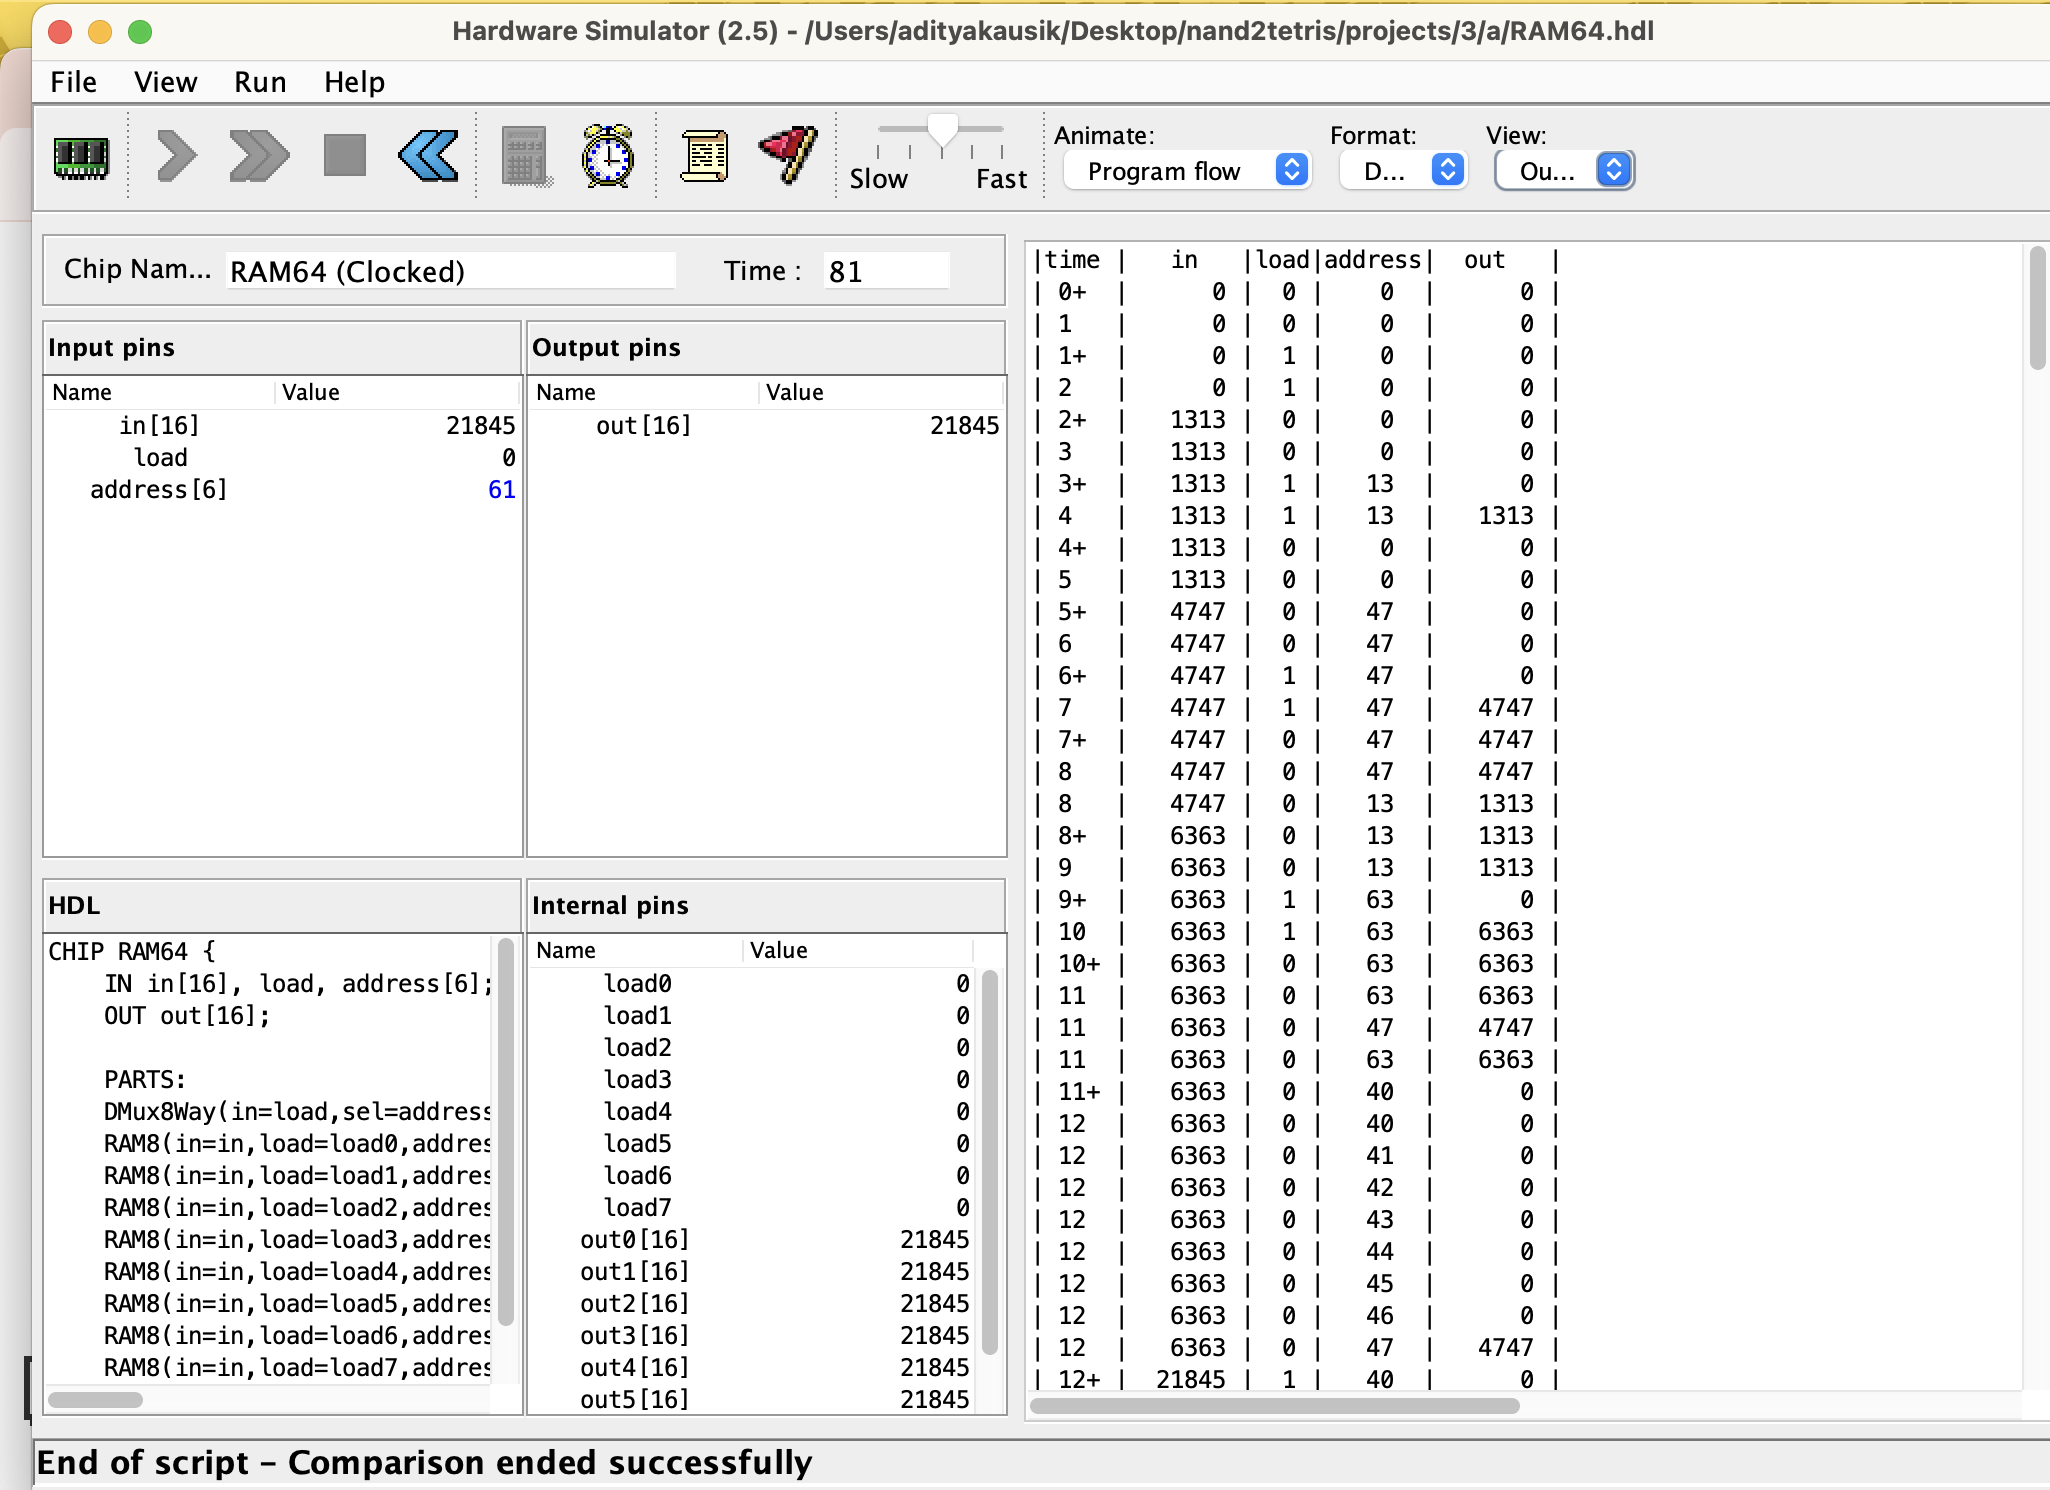 Hardware Simulator (2.5) - /Users/adityakausik/Desktop/nand2tetris/projects/3/a/RAM64.hdl
File View Run Help
Slow Fast
Animate: Format: View:
Program flow D... Ou...
Chip Nam... RAM64 (Clocked) Time : 81
Input pins
Name Value
in[16] 21845
load 0
address[6] 61
Output pins
Name Value
out[16] 21845
HDL
CHIP RAM64 {
IN in[16], load, address[6];
OUT out[16];
PARTS:
DMux8Way(in=load,sel=address
RAM8(in=in,load=load0,addres
RAM8(in=in,load=load1,addres
RAM8(in=in,load=load2,addres
RAM8(in=in,load=load3,addres
RAM8(in=in,load=load4,addres
RAM8(in=in,load=load5,addres
RAM8(in=in,load=load6,addres
RAM8(in=in,load=load7,addres
Internal pins
Name Value
load0 0
load1 0
load2 0
load3 0
load4 0
load5 0
load6 0
load7 0
out0[16] 21845
out1[16] 21845
out2[16] 21845
out3[16] 21845
out4[16] 21845
out5[16] 21845
|time | in |load|address| out |
| 0+ | 0 | 0 | 0 | 0 |
| 1 | 0 | 0 | 0 | 0 |
| 1+ | 0 | 1 | 0 | 0 |
| 2 | 0 | 1 | 0 | 0 |
| 2+ | 1313 | 0 | 0 | 0 |
| 3 | 1313 | 0 | 0 | 0 |
| 3+ | 1313 | 1 | 13 | 0 |
| 4 | 1313 | 1 | 13 | 1313 |
| 4+ | 1313 | 0 | 0 | 0 |
| 5 | 1313 | 0 | 0 | 0 |
| 5+ | 4747 | 0 | 47 | 0 |
| 6 | 4747 | 0 | 47 | 0 |
| 6+ | 4747 | 1 | 47 | 0 |
| 7 | 4747 | 1 | 47 | 4747 |
| 7+ | 4747 | 0 | 47 | 4747 |
| 8 | 4747 | 0 | 47 | 4747 |
| 8 | 4747 | 0 | 13 | 1313 |
| 8+ | 6363 | 0 | 13 | 1313 |
| 9 | 6363 | 0 | 13 | 1313 |
| 9+ | 6363 | 1 | 63 | 0 |
| 10 | 6363 | 1 | 63 | 6363 |
| 10+ | 6363 | 0 | 63 | 6363 |
| 11 | 6363 | 0 | 63 | 6363 |
| 11 | 6363 | 0 | 47 | 4747 |
| 11 | 6363 | 0 | 63 | 6363 |
| 11+ | 6363 | 0 | 40 | 0 |
| 12 | 6363 | 0 | 40 | 0 |
| 12 | 6363 | 0 | 41 | 0 |
| 12 | 6363 | 0 | 42 | 0 |
| 12 | 6363 | 0 | 43 | 0 |
| 12 | 6363 | 0 | 44 | 0 |
| 12 | 6363 | 0 | 45 | 0 |
| 12 | 6363 | 0 | 46 | 0 |
| 12 | 6363 | 0 | 47 | 4747 |
| 12+ | 21845 | 1 | 40 | 0 |
End of script – Comparison ended successfully